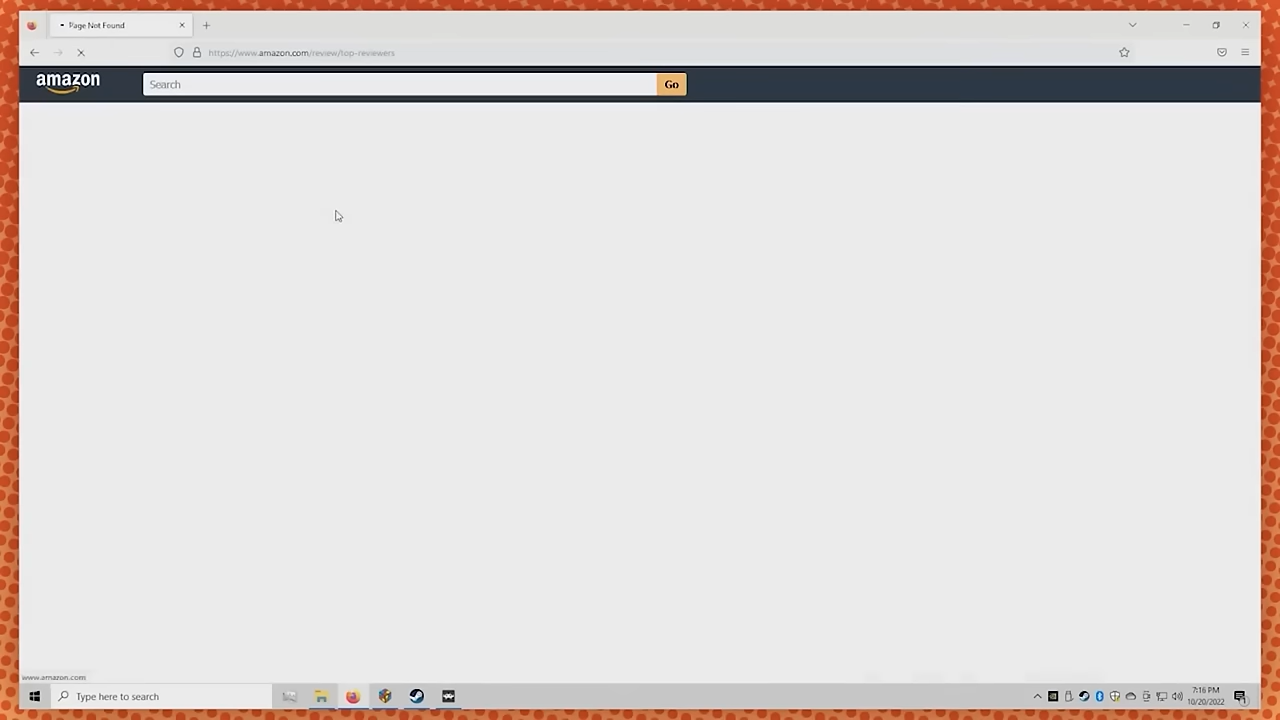 Page Not Found
https://www.amazon.com/review/top-reviewers
amazon
Search
Go
www.amazon.com
Type here to search
7:16 PM
10/20/2022